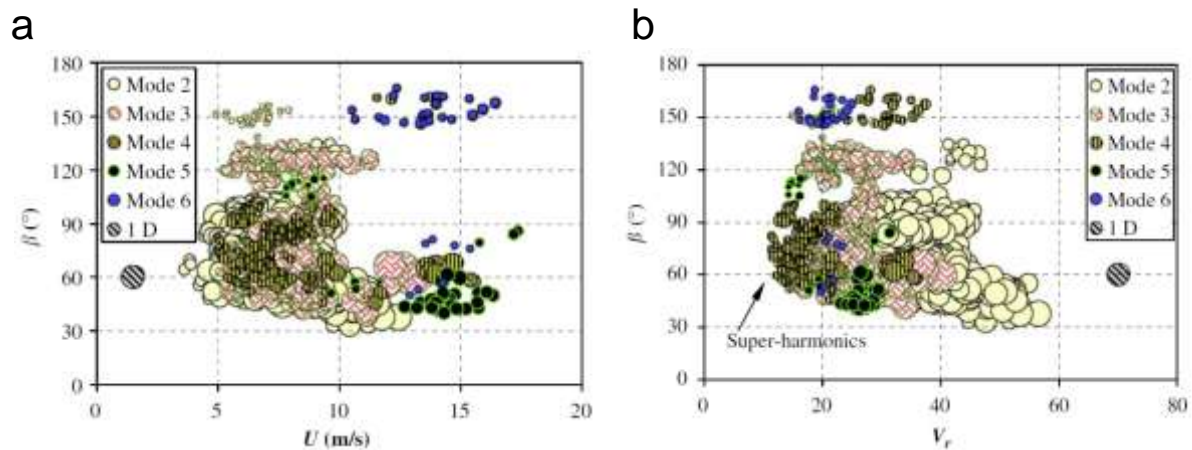 a
180
150
120
90
60
30
0
β (°)
Mode 2
Mode 3
Mode 4
Mode 5
Mode 6
1 D
0 5 10 15 20
U (m/s)
b
180
150
120
90
60
30
0
β (°)
Mode 2
Mode 3
Mode 4
Mode 5
Mode 6
1 D
Super-harmonics
0 20 40 60 80
Vr